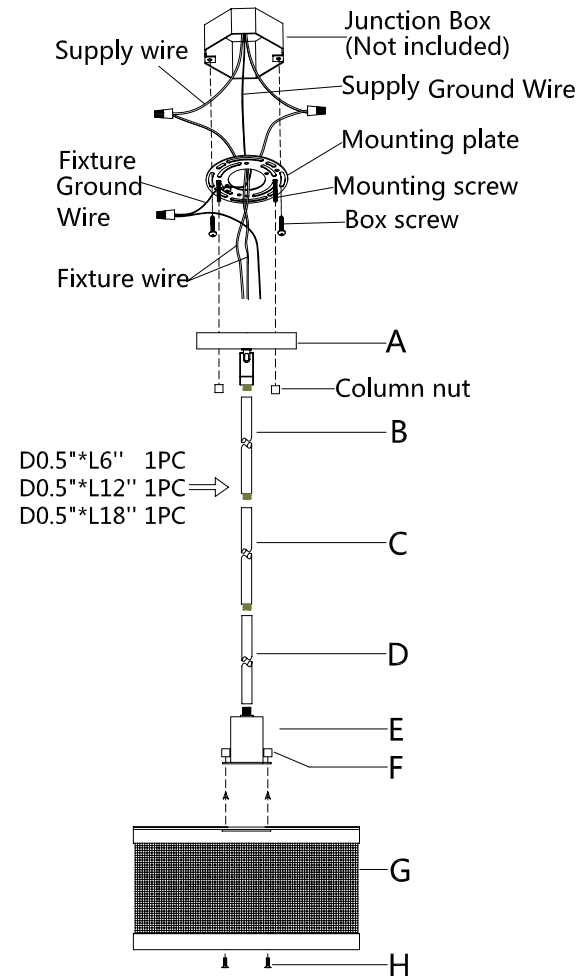 Junction Box
(Not included)
Supply wire
Supply Ground Wire
Mounting plate
Fixture
Ground
Wire
Mounting screw
Box screw
Fixture wire
A
Column nut
B
D0.5"*L6'' 1PC
D0.5"*L12'' 1PC
D0.5"*L18'' 1PC
C
D
E
F
G
H